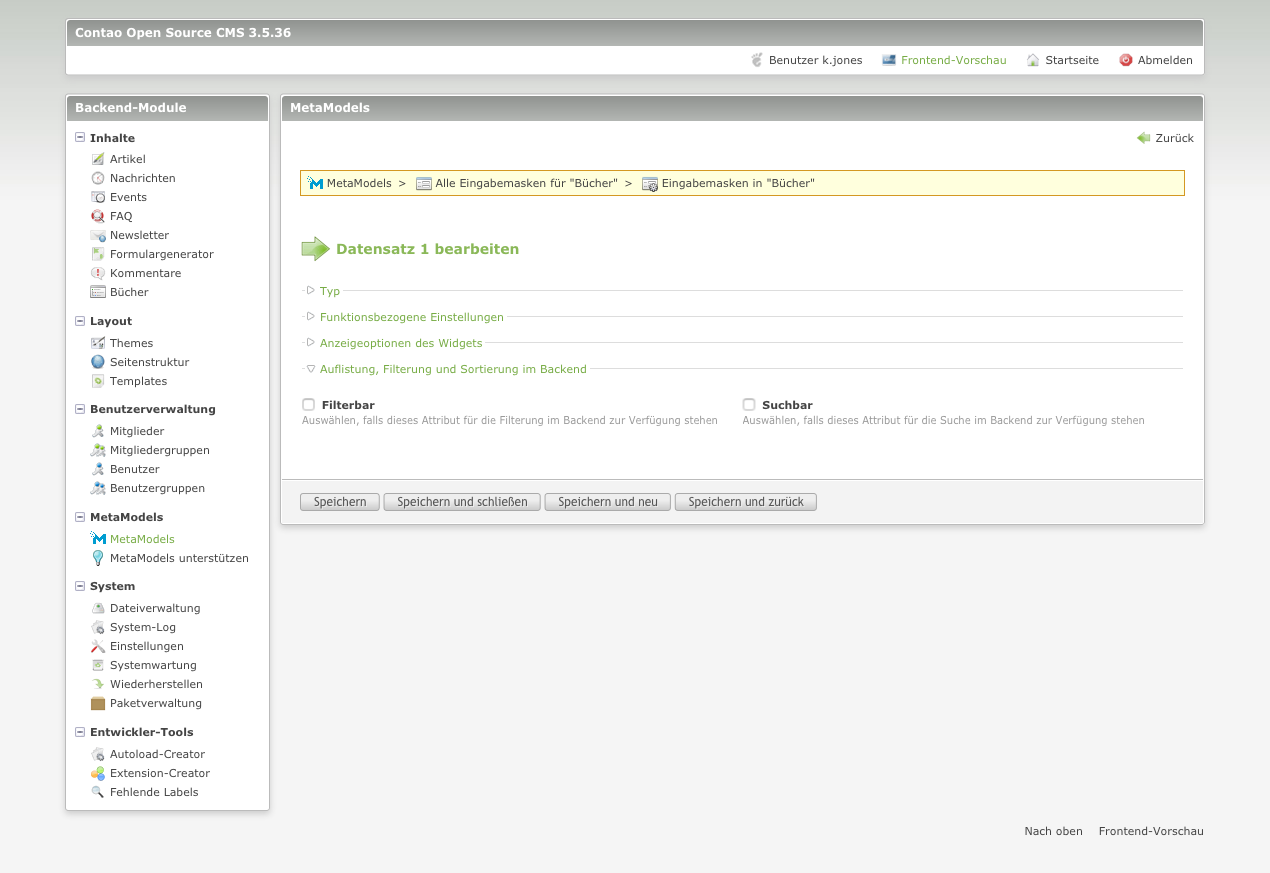 Contao Open Source CMS 3.5.36
Benutzer k.jones Frontend-Vorschau Startseite Abmelden
Backend-Module
Inhalte
Artikel
Nachrichten
Events
FAQ
Newsletter
Formulargenerator
Kommentare
Bücher
Layout
Themes
Seitenstruktur
Templates
Benutzerverwaltung
Mitglieder
Mitgliedergruppen
Benutzer
Benutzergruppen
MetaModels
MetaModels
MetaModels unterstützen
System
Dateiverwaltung
System-Log
Einstellungen
Systemwartung
Wiederherstellen
Paketverwaltung
Entwickler-Tools
Autoload-Creator
Extension-Creator
Fehlende Labels
MetaModels
Zurück
MetaModels > Alle Eingabemasken für "Bücher" > Eingabemasken in "Bücher"
Datensatz 1 bearbeiten
Typ
Funktionsbezogene Einstellungen
Anzeigeoptionen des Widgets
Auflistung, Filterung und Sortierung im Backend
Filterbar
Auswählen, falls dieses Attribut für die Filterung im Backend zur Verfügung stehen
Suchbar
Auswählen, falls dieses Attribut für die Suche im Backend zur Verfügung stehen
Speichern Speichern und schließen Speichern und neu Speichern und zurück
Nach oben Frontend-Vorschau